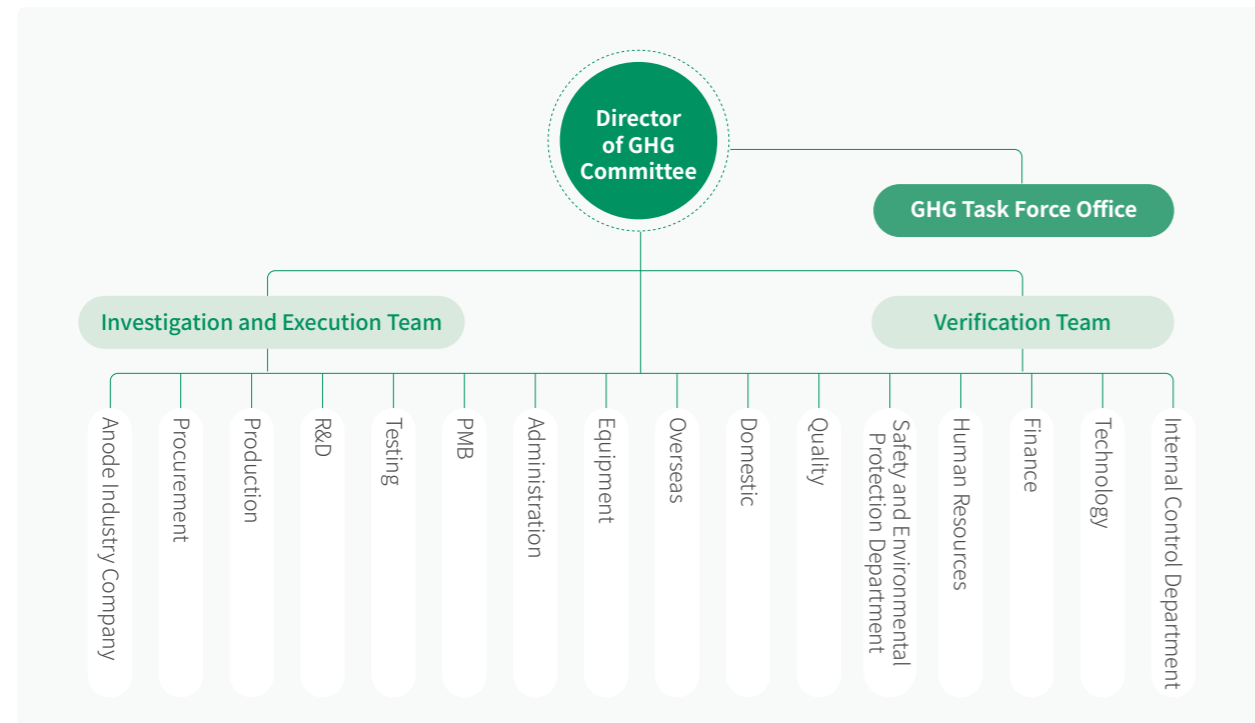 Director
of GHG
Committee
GHG Task Force Office
Investigation and Execution Team
Verification Team
Anode Industry Company
Procurement
Production
R&D
Testing
PMB
Administration
Equipment
Overseas
Domestic
Quality
Safety and Environmental
Protection Department
Human Resources
Finance
Technology
Internal Control Department